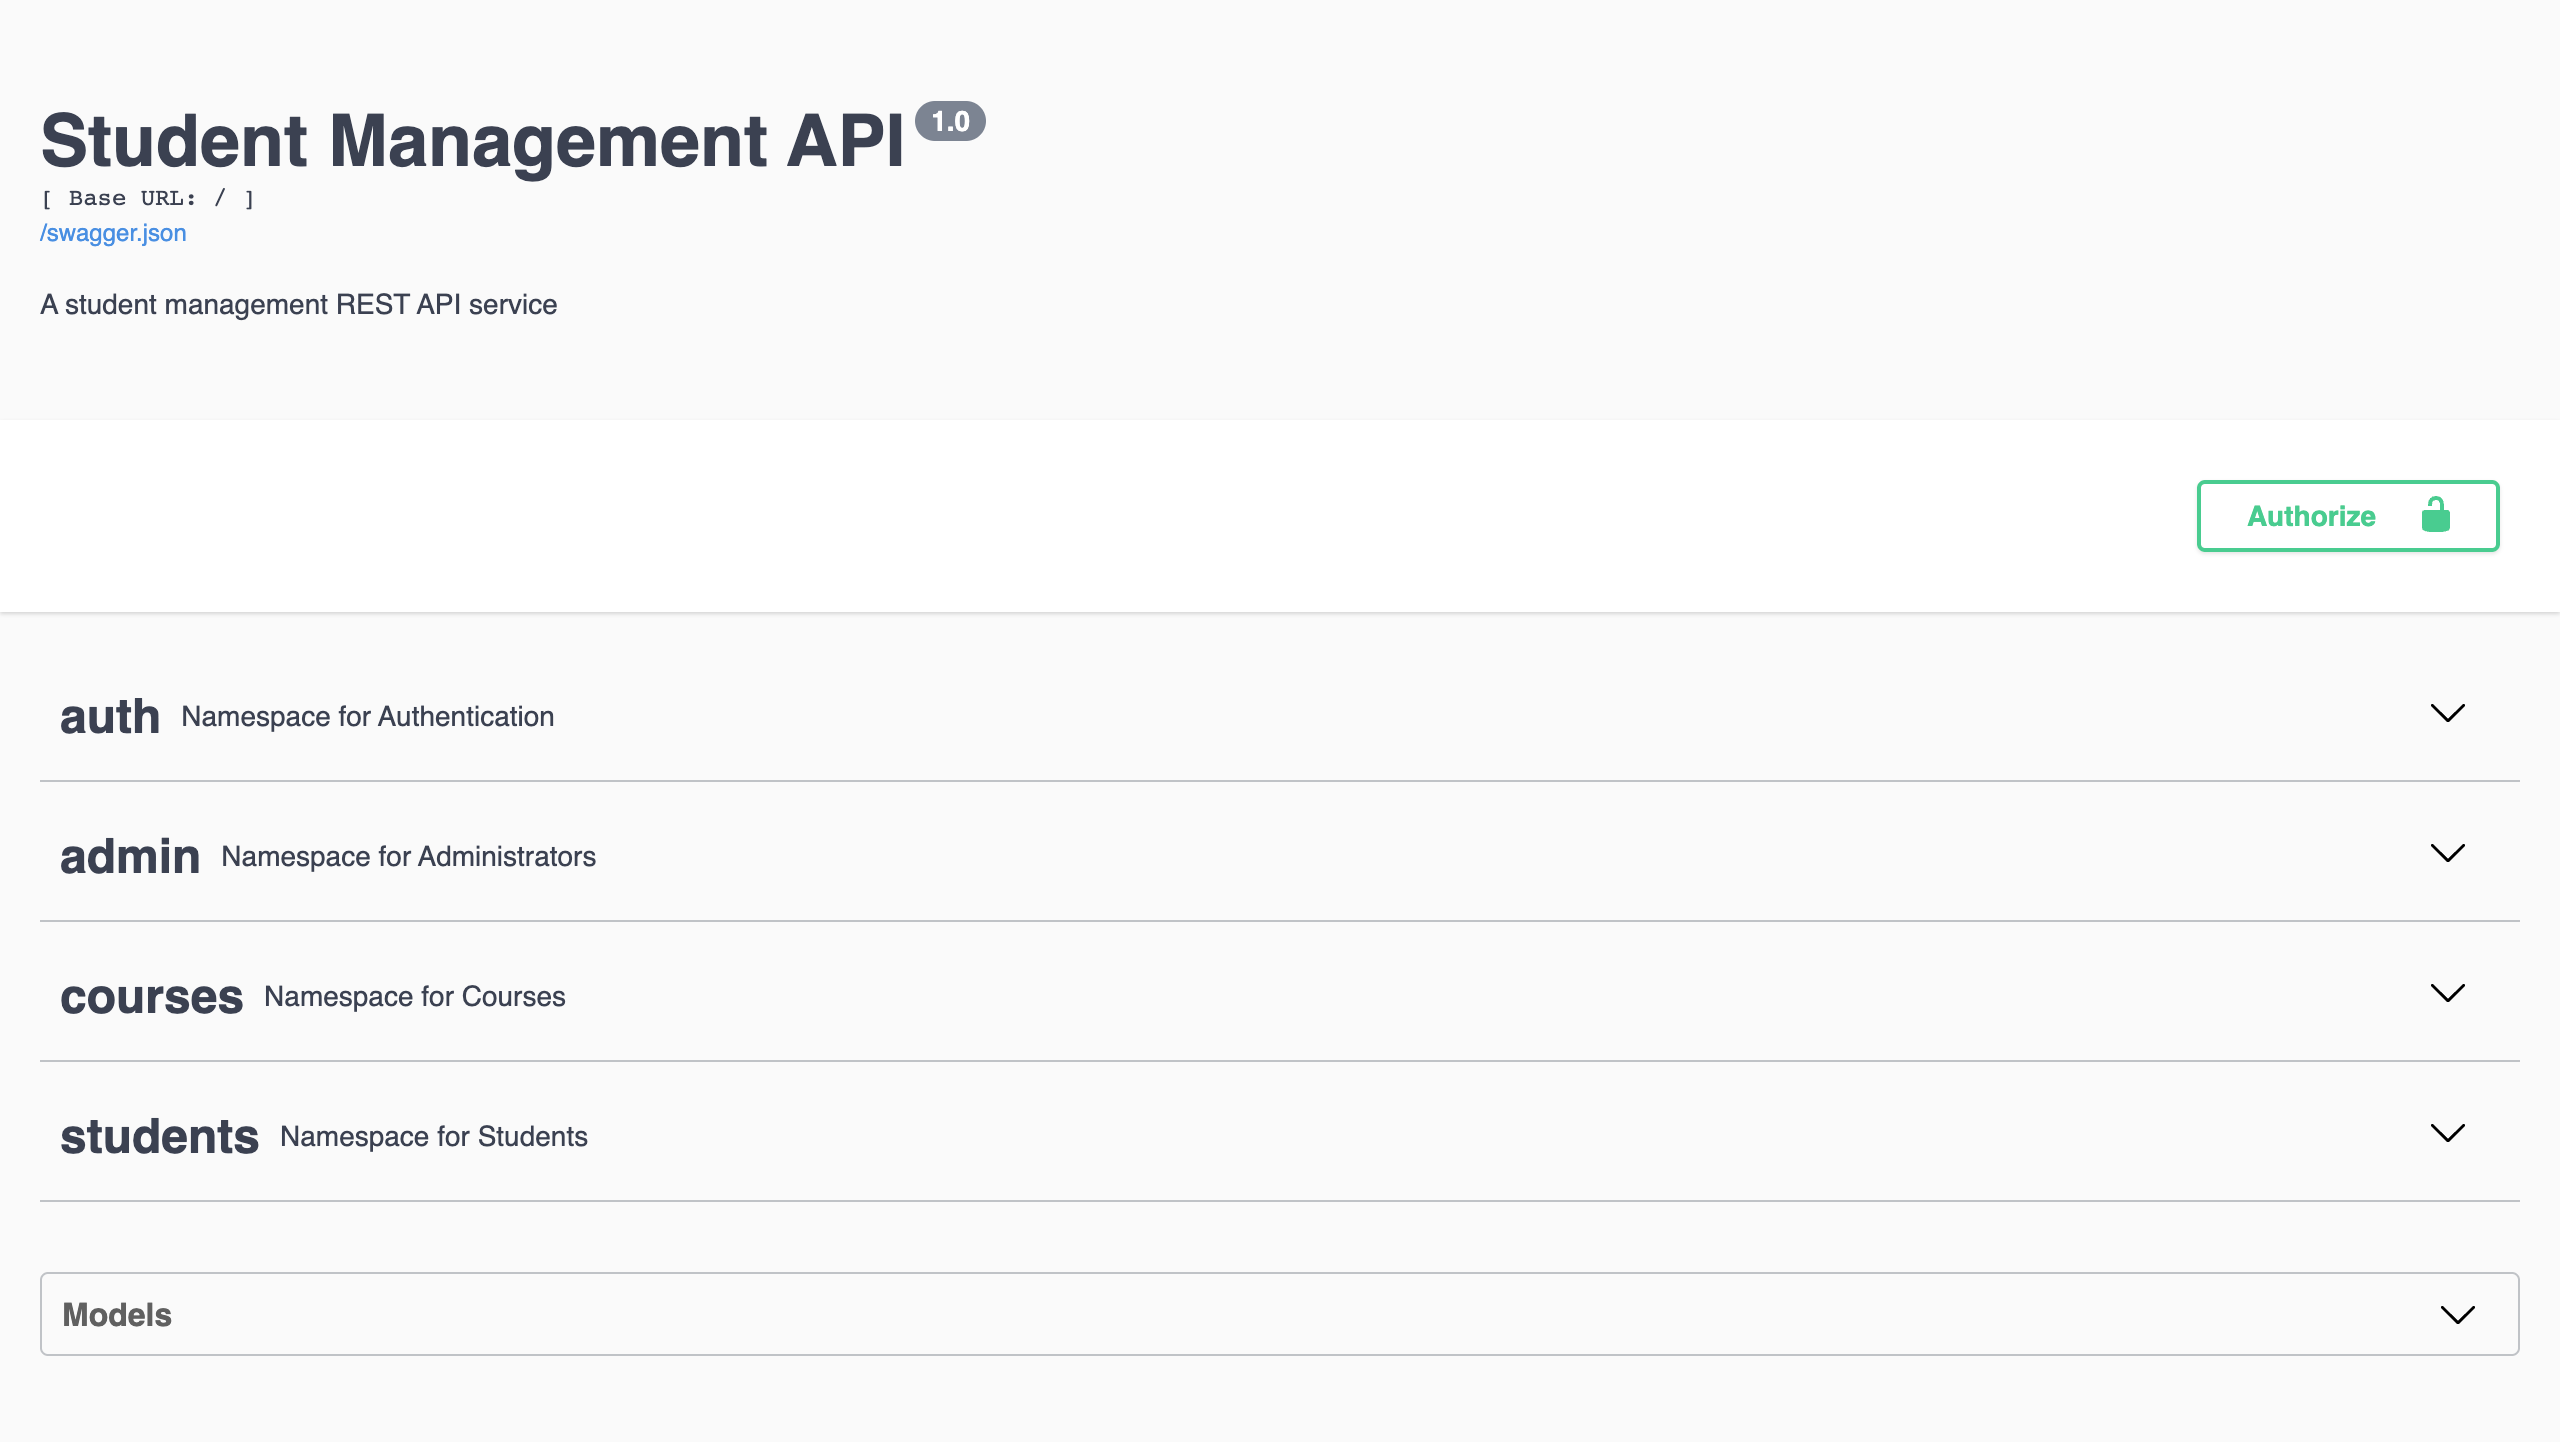 Student Management API 1.0
[ Base URL: / ]
/swagger.json
A student management REST API service
Authorize
auth Namespace for Authentication
admin Namespace for Administrators
courses Namespace for Courses
students Namespace for Students
Models